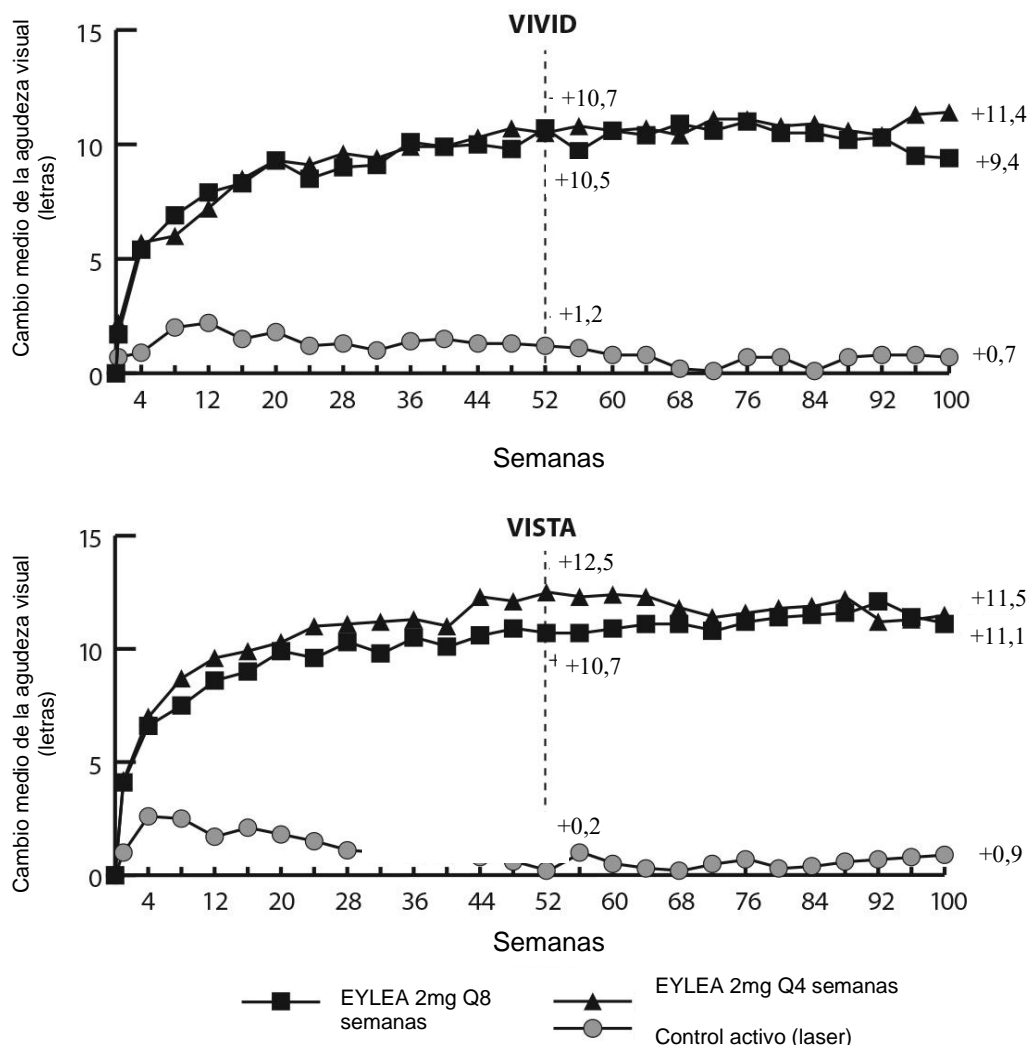 VIVID
Cambio medio de la agudeza visual
(letras)
15
10
5
0
+10,7
+10,5
+1,2
+11,4
+9,4
+0,7
4 12 20 28 36 44 52 60 68 76 84 92 100
Semanas
VISTA
Cambio medio de la agudeza visual
(letras)
15
10
5
0
+12,5
+ +10,7
+0,2
+11,5
+11,1
+0,9
4 12 20 28 36 44 52 60 68 76 84 92 100
Semanas
EYLEA 2mg Q8
semanas
EYLEA 2mg Q4 semanas
Control activo (laser)